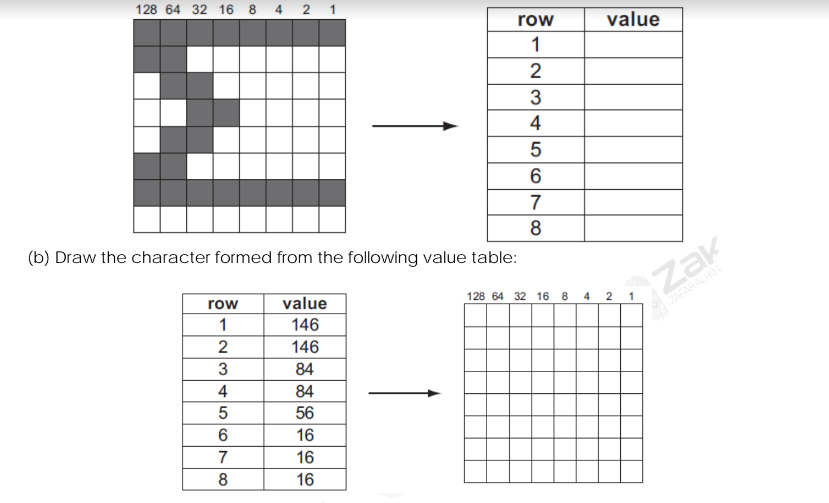 128 64 32 16 8 4 2 1
row value
1
2
3
4
5
6
7
8
(b) Draw the character formed from the following value table:
row value
1 146
2 146
3 84
4 84
5 56
6 16
7 16
8 16
128 64 32 16 8 4 2 1
Zak